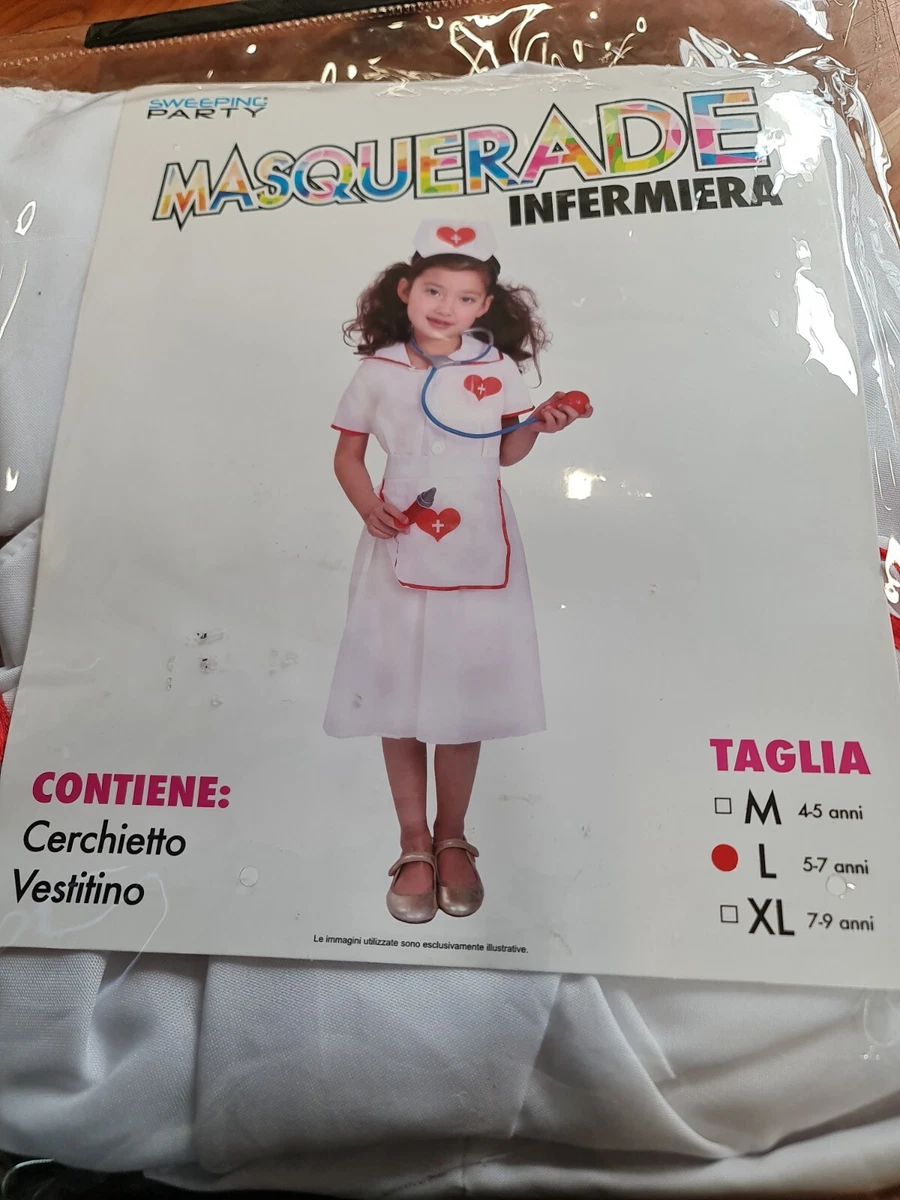 SWEEPING
PARTY
MASQUERADE
INFERMIERA
CONTIENE:
Cerchietto
Vestitino
TAGLIA
M 4-5 anni
L 5-7 anni
XL 7-9 anni
Le immagini utilizzate sono esclusivamente illustrative.